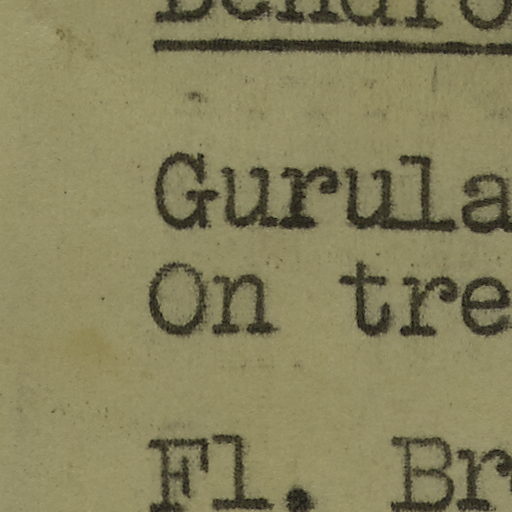 Gurula
On tre
Fl. Br